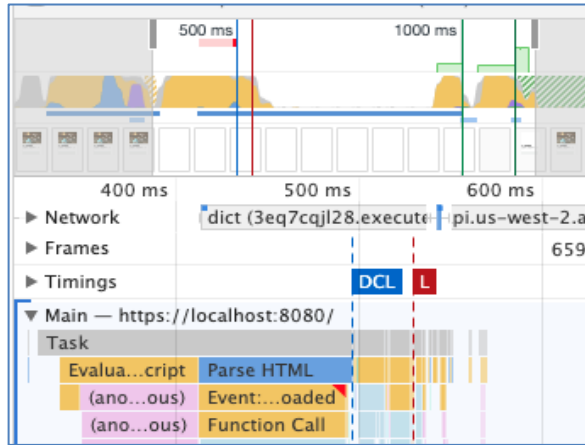 500 ms 1000 ms
400 ms 500 ms 600 ms
▶ Network dict (3eq7cqjl28.execute pi.us-west-2.a
▶ Frames 659
▶ Timings DCL L
▼ Main — https://localhost:8080/
Task
Evalua...cript Parse HTML
(ano...ous) Event:...oaded
(ano...ous) Function Call